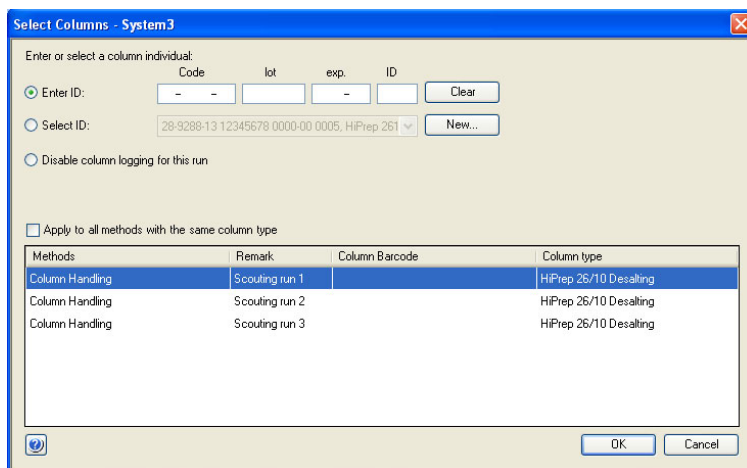 Select Columns - System3
Enter or select a column individual:
Code lot exp. ID
Enter ID: - - - Clear
Select ID: 28-9288-13 12345678 0000-00 0005, HiPrep 261 New...
Disable column logging for this run
Apply to all methods with the same column type
Methods Remark Column Barcode Column type
Column Handling Scouting run 1 HiPrep 26/10 Desalting
Column Handling Scouting run 2 HiPrep 26/10 Desalting
Column Handling Scouting run 3 HiPrep 26/10 Desalting
OK Cancel